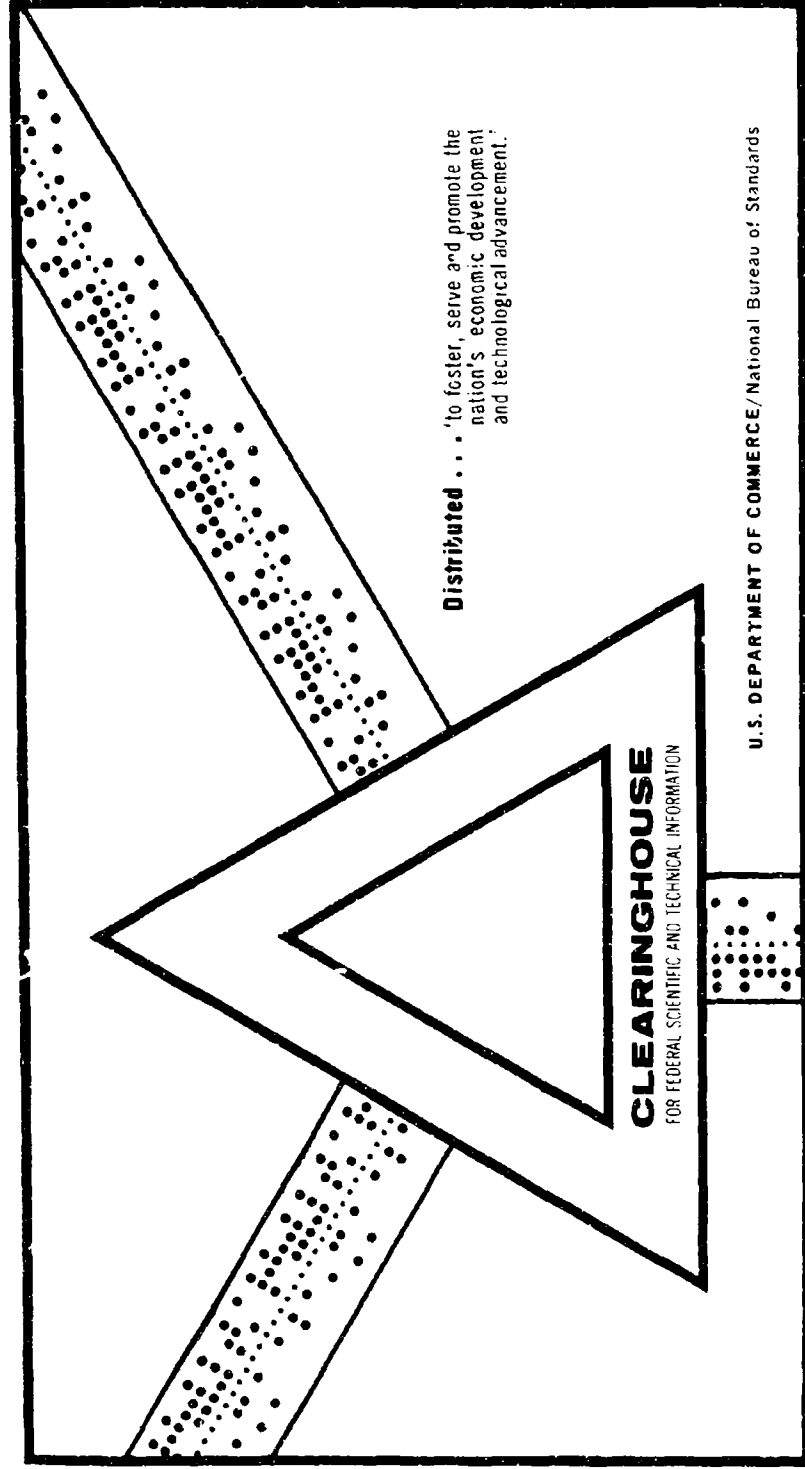 Distributed . . . 'to foster, serve and promote the
nation's economic development
and technological advancement.'
CLEARINGHOUSE
FOR FEDERAL SCIENTIFIC AND TECHNICAL INFORMATION
U.S. DEPARTMENT OF COMMERCE/National Bureau of Standards